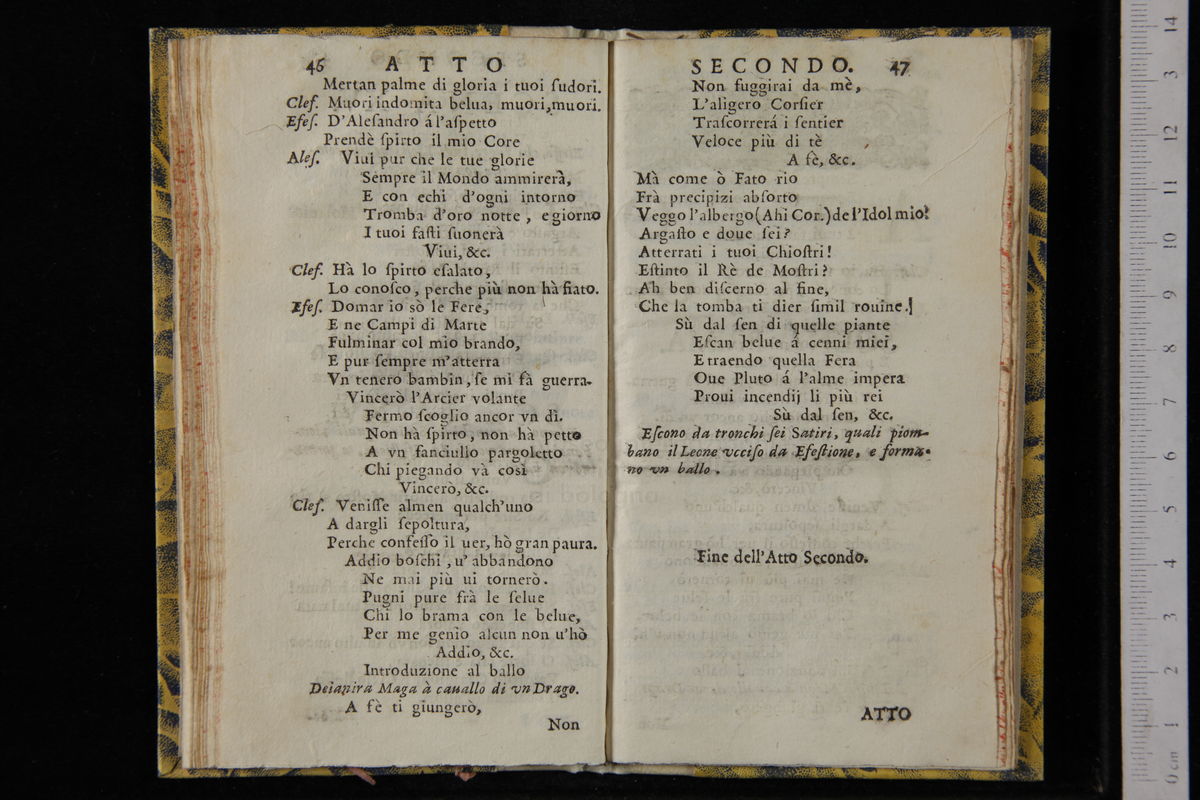 46 ATTO
Mertan palme di gloria i tuoi ſudori.
Cleſ. Muori indomita belua, muori, muori.
Efeſ. D'Aleſandro á l'aſpetto
Prendè ſpirto il mio Core
Aleſ. Viui pur che le tue glorie
Sempre il Mondo ammirerà,
E con echi d'ogni intorno
Tromba d'oro notte, e giorno
I tuoi faſti ſuonerà
Viui, &c.
Cleſ. Hà lo ſpirto eſalato,
Lo conoſco, perche più non hà fiato.
Efeſ. Domar io sò le Fere,
E ne Campi di Marte
Fulminar col mio brando,
E pur ſempre m'atterra
Vn tenero bambin, ſe mi fà guerra.
Vincerò l'Arcier volante
Fermo ſcoglio ancor vn dì.
Non hà ſpirto, non hà petto
A vn fanciullo pargoletto
Chi piegando và così
Vincerò, &c.
Cleſ. Veniſſe almen qualch'uno
A dargli ſepoltura,
Perche confeſſo il uer, hò gran paura.
Addio boſchi, u' abbandono
Ne mai più ui tornerò.
Pugni pure frà le ſelue
Chi lo brama con le belue,
Per me genio alcun non u'hò
Addio, &c.
Introduzione al ballo
Deianira Maga à cauallo di vn Drago.
A fè ti giungerò,
Non
SECONDO. 47
Non fuggirai da mè,
L'aligero Corſier
Traſcorrerá i ſentier
Veloce più di tè
A fè, &c.
Mà come ò Fato rio
Frà precipizi abſorto
Veggo l'albergo (Ahi Cor.) de l'Idol mio!
Argaſto e doue ſei?
Atterrati i tuoi Chioſtri!
Eſtinto il Rè de Moſtri?
Ah ben diſcerno al fine,
Che la tomba ti dier ſimil rouine.
Sù dal ſen di quelle piante
Eſcan belue á cenni miei,
E traendo quella Fera
Oue Pluto á l'alme impera
Proui incendij li più rei
Sù dal ſen, &c.
Eſcono da tronchi ſei Satiri, quali piom-
bano il Leone vcciſo da Efeſtione, e forma-
no vn ballo.
Fine dell'Atto Secondo.
ATTO